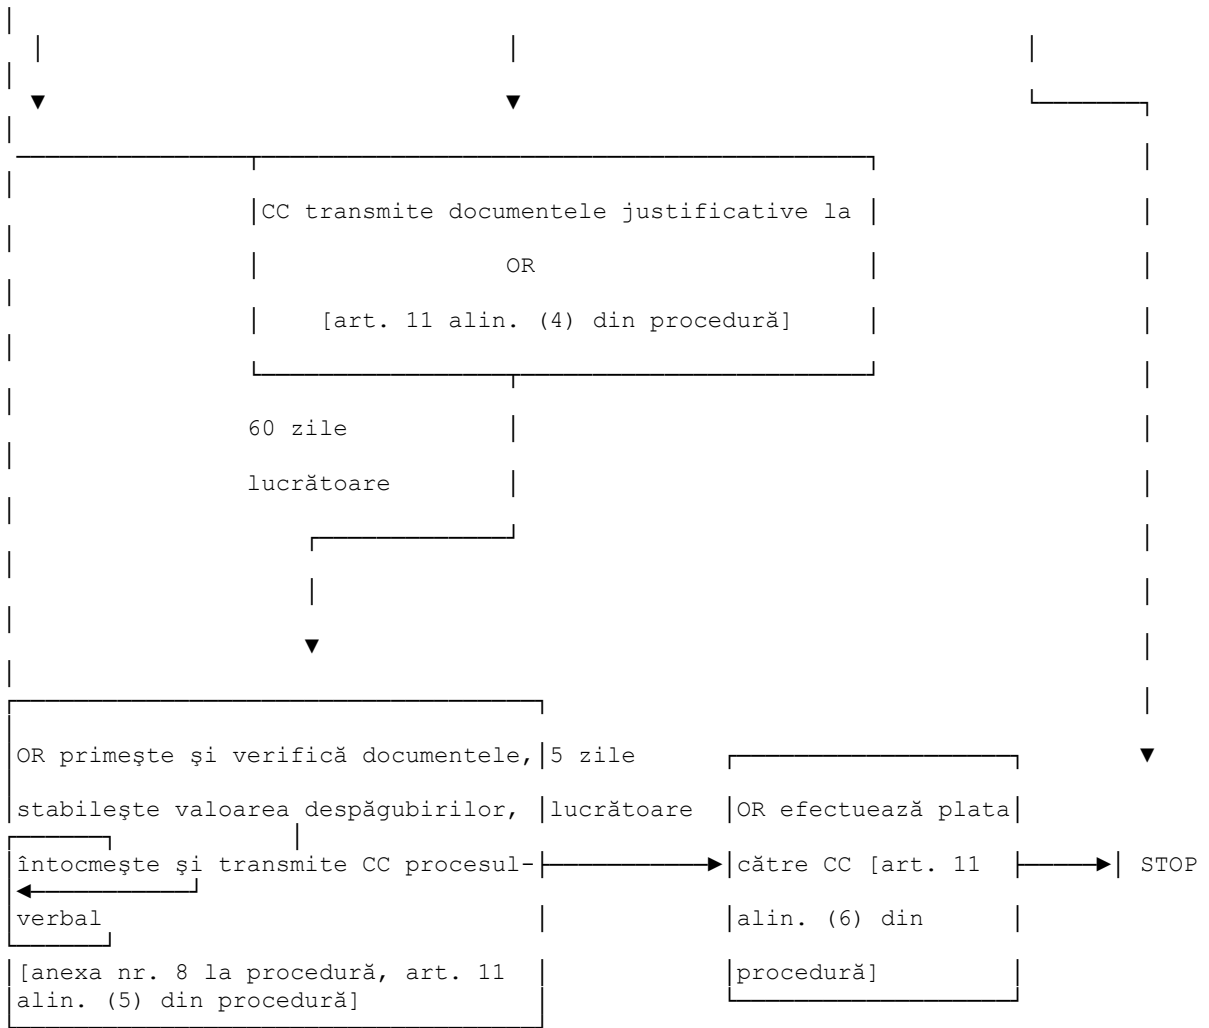 CC transmite documentele justificative la
OR
[art. 11 alin. (4) din procedură]
60 zile
lucrătoare
OR primeşte şi verifică documentele, 5 zile
stabileşte valoarea despăgubirilor, lucrătoare OR efectuează plata
întocmeşte şi transmite CC procesul- către CC [art. 11 STOP
verbal alin. (6) din
[anexa nr. 8 la procedură, art. 11 procedură]
alin. (5) din procedură]